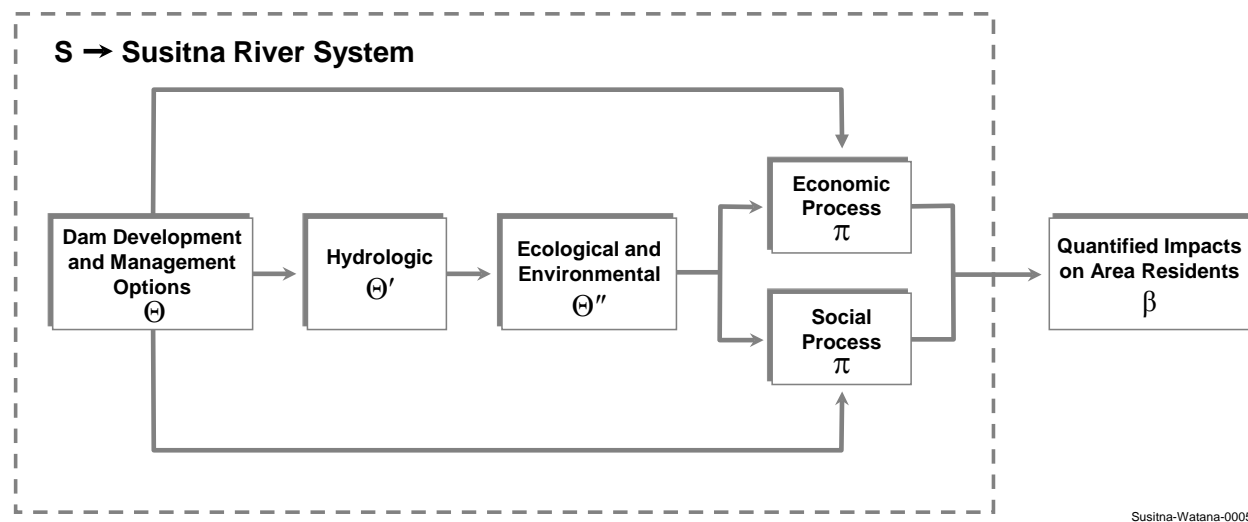 S → Susitna River System
Dam Development
and Management
Options
Θ
Hydrologic
Θ′
Ecological and
Environmental
Θ″
Economic
Process
π
Social
Process
π
Quantified Impacts
on Area Residents
β
Susitna-Watana-0005